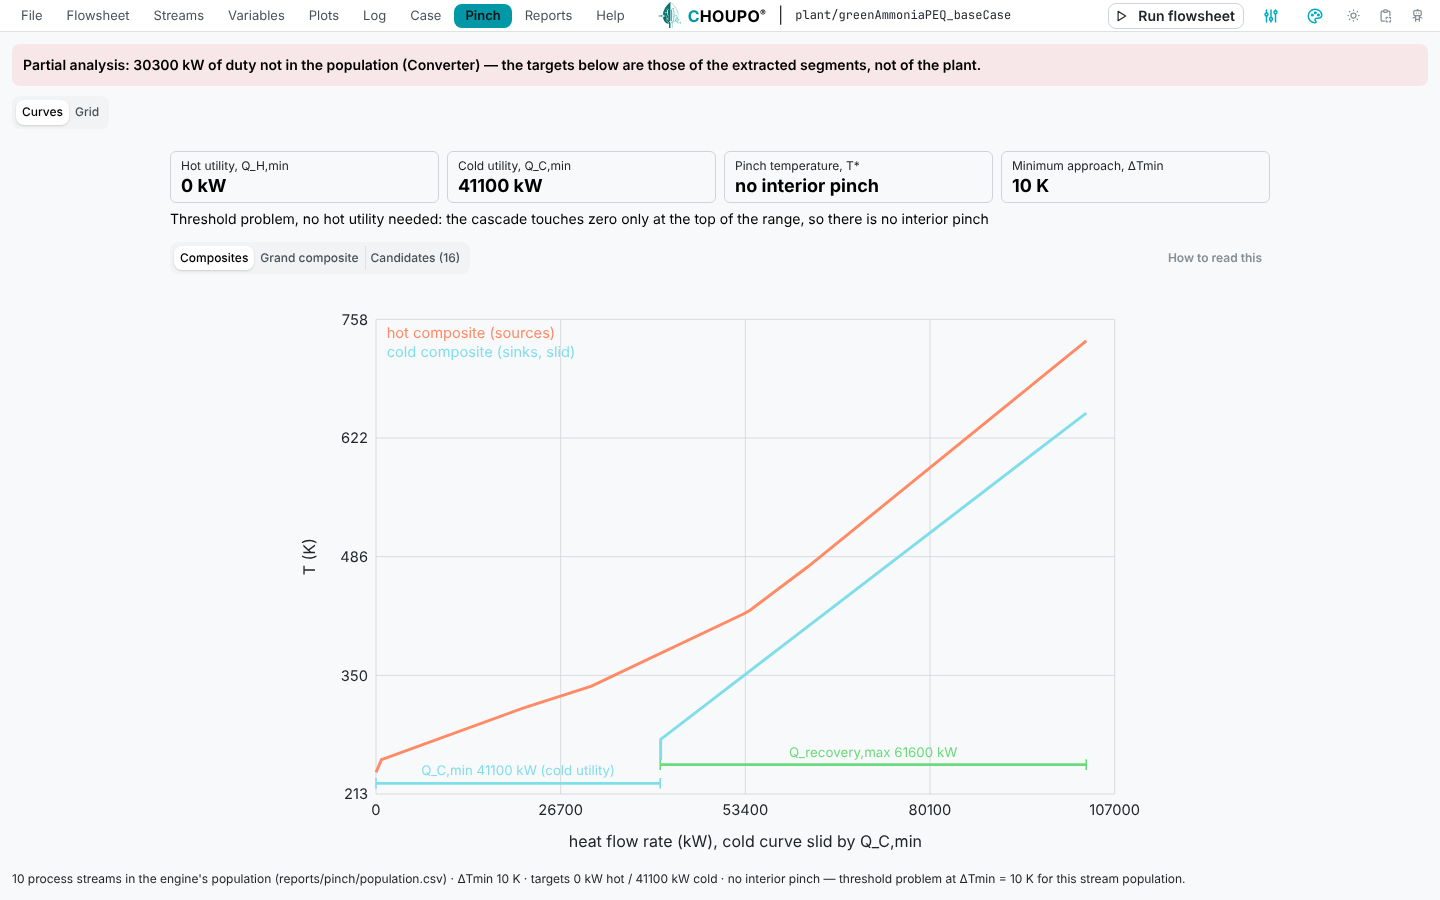 File Flowsheet Streams Variables Plots Log Case Pinch Reports Help CHOUPO® plant/greenAmmoniaPEQ_baseCase Run flowsheet
Partial analysis: 30300 kW of duty not in the population (Converter) — the targets below are those of the extracted segments, not of the plant.
Curves Grid
Hot utility, Q_H,min
0 kW
Cold utility, Q_C,min
41100 kW
Pinch temperature, T*
no interior pinch
Minimum approach, ΔTmin
10 K
Threshold problem, no hot utility needed: the cascade touches zero only at the top of the range, so there is no interior pinch
Composites Grand composite Candidates (16) How to read this
758
hot composite (sources)
cold composite (sinks, slid)
622
486
T (K)
350
Q_recovery,max 61600 kW
Q_C,min 41100 kW (cold utility)
213
0 26700 53400 80100 107000
heat flow rate (kW), cold curve slid by Q_C,min
10 process streams in the engine's population (reports/pinch/population.csv) · ΔTmin 10 K · targets 0 kW hot / 41100 kW cold · no interior pinch — threshold problem at ΔTmin = 10 K for this stream population.